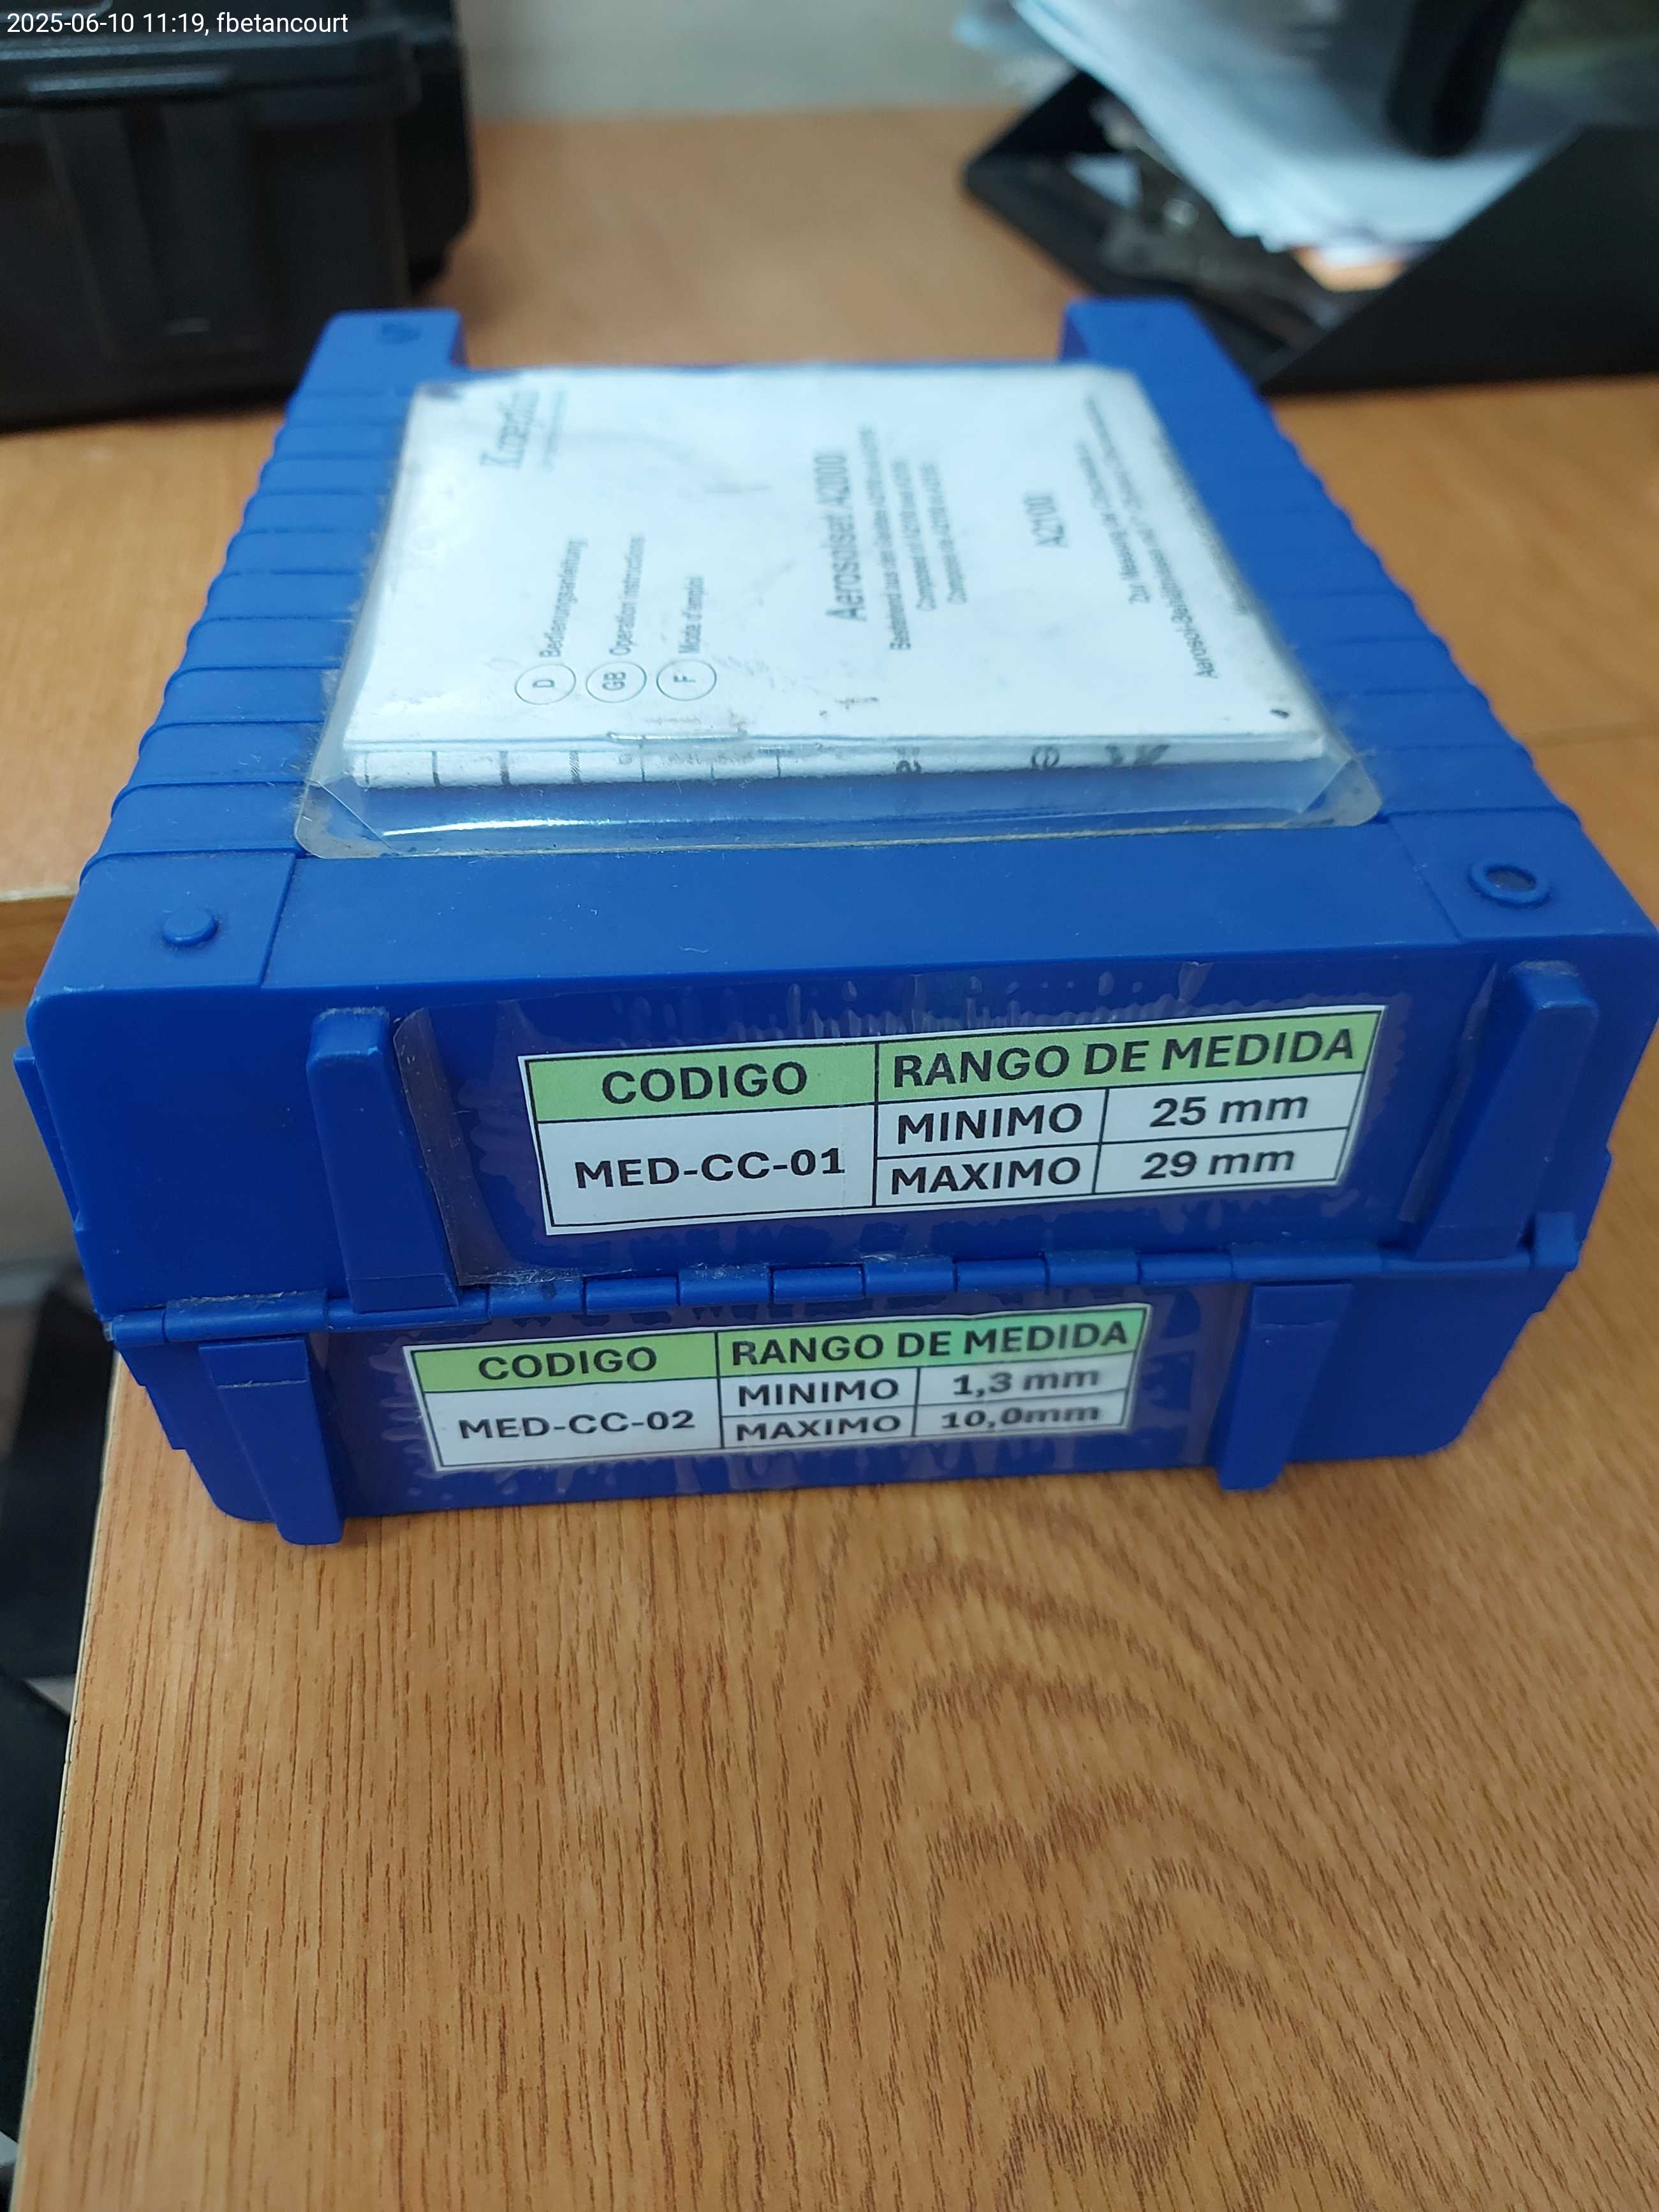 2025-06-10 11:19, fbetancourt
Kroeplin
D Bedienungsanleitung
GB Operation instructions
F Mode d'emploi
Aerosolset A2000
A2100
CODIGO RANGO DE MEDIDA
MED-CC-01 MINIMO 25 mm
MAXIMO 29 mm
CODIGO RANGO DE MEDIDA
MED-CC-02 MINIMO 1,3 mm
MAXIMO 10,0mm